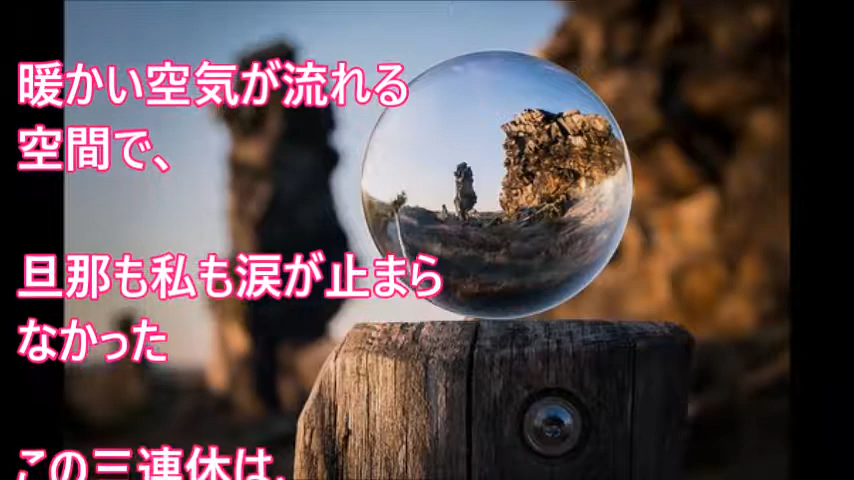 暖かい空気が流れる
空間で、
旦那も私も涙が止まら
なかった
この三連休は、